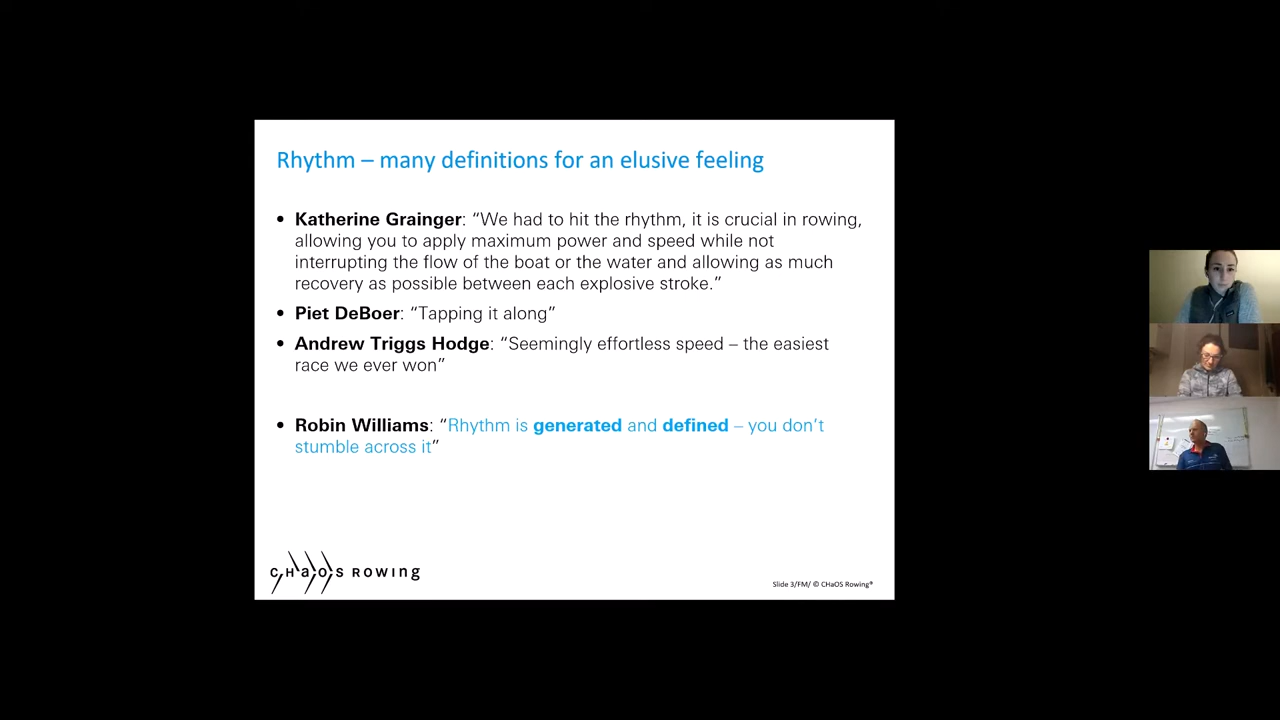 Rhythm – many definitions for an elusive feeling
• Katherine Grainger: “We had to hit the rhythm, it is crucial in rowing,
allowing you to apply maximum power and speed while not
interrupting the flow of the boat or the water and allowing as much
recovery as possible between each explosive stroke.”
• Piet DeBoer: “Tapping it along”
• Andrew Triggs Hodge: “Seemingly effortless speed – the easiest
race we ever won”
• Robin Williams: “Rhythm is generated and defined – you don’t
stumble across it”
CHaOS ROWING
Slide 3/FM/ © CHaOS Rowing®